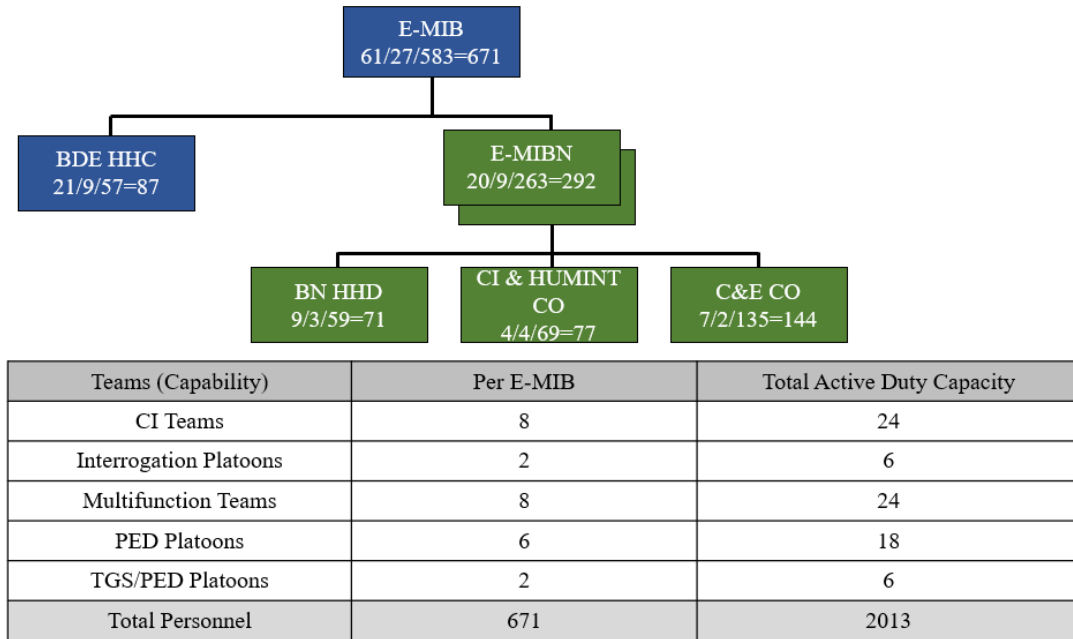 E-MIB
61/27/583=671
BDE HHC
21/9/57=87
E-MIBN
20/9/263=292
BN HHD
9/3/59=71
CI & HUMINT
CO
4/4/69=77
C&E CO
7/2/135=144
Teams (Capability) Per E-MIB Total Active Duty Capacity
CI Teams 8 24
Interrogation Platoons 2 6
Multifunction Teams 8 24
PED Platoons 6 18
TGS/PED Platoons 2 6
Total Personnel 671 2013